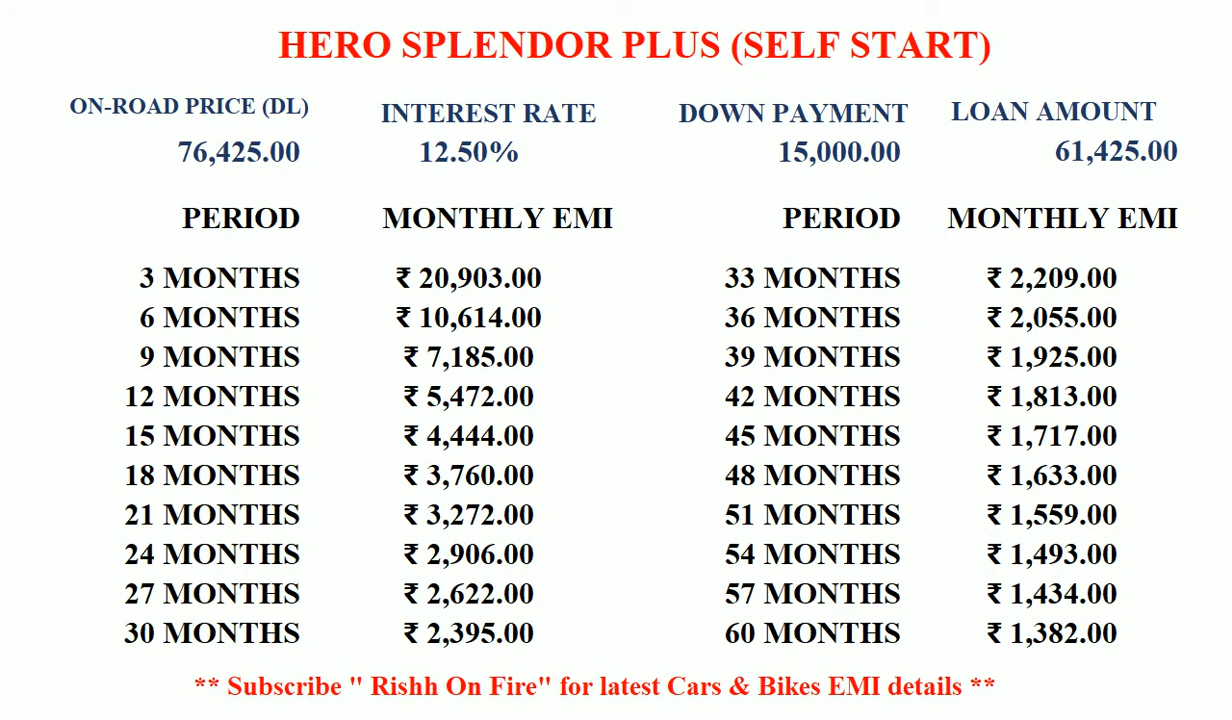 HERO SPLENDOR PLUS (SELF START)
ON-ROAD PRICE (DL) INTEREST RATE DOWN PAYMENT LOAN AMOUNT
76,425.00 12.50% 15,000.00 61,425.00
PERIOD MONTHLY EMI PERIOD MONTHLY EMI
3 MONTHS ₹ 20,903.00 33 MONTHS ₹ 2,209.00
6 MONTHS ₹ 10,614.00 36 MONTHS ₹ 2,055.00
9 MONTHS ₹ 7,185.00 39 MONTHS ₹ 1,925.00
12 MONTHS ₹ 5,472.00 42 MONTHS ₹ 1,813.00
15 MONTHS ₹ 4,444.00 45 MONTHS ₹ 1,717.00
18 MONTHS ₹ 3,760.00 48 MONTHS ₹ 1,633.00
21 MONTHS ₹ 3,272.00 51 MONTHS ₹ 1,559.00
24 MONTHS ₹ 2,906.00 54 MONTHS ₹ 1,493.00
27 MONTHS ₹ 2,622.00 57 MONTHS ₹ 1,434.00
30 MONTHS ₹ 2,395.00 60 MONTHS ₹ 1,382.00
** Subscribe " Rishh On Fire" for latest Cars & Bikes EMI details **